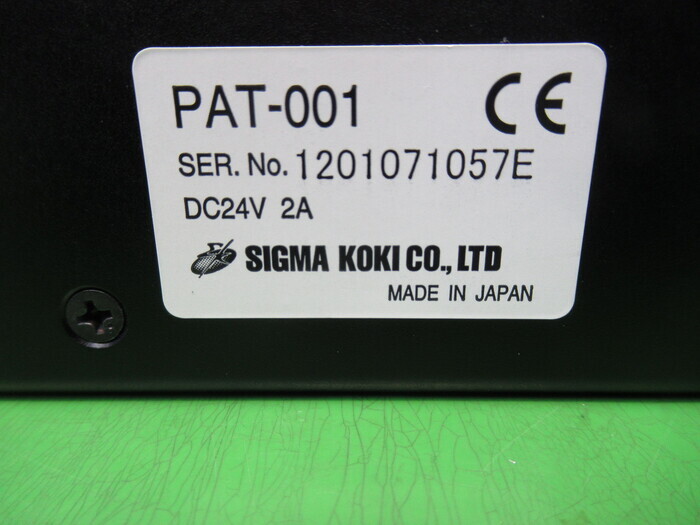 PAT-001 CE
SER. No. 1201071057E
DC24V 2A
SIGMA KOKI CO., LTD
MADE IN JAPAN